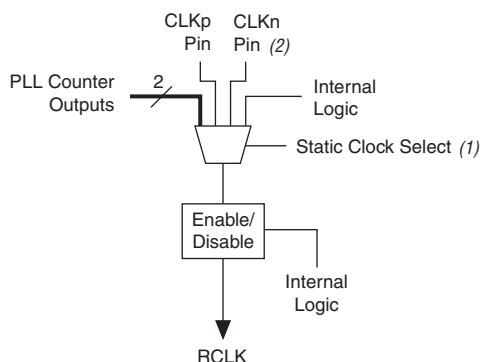 CLKp
Pin
CLKn
Pin (2)
PLL Counter
Outputs
2
Internal
Logic
Static Clock Select (1)
Enable/
Disable
Internal
Logic
RCLK